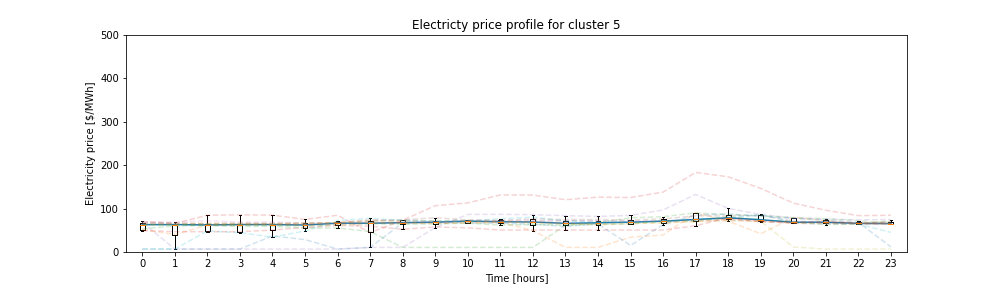 Electricty price profile for cluster 5
500
400
300
200
100
0
Electricity price [$/MWh]
0 1 2 3 4 5 6 7 8 9 10 11 12 13 14 15 16 17 18 19 20 21 22 23
Time [hours]